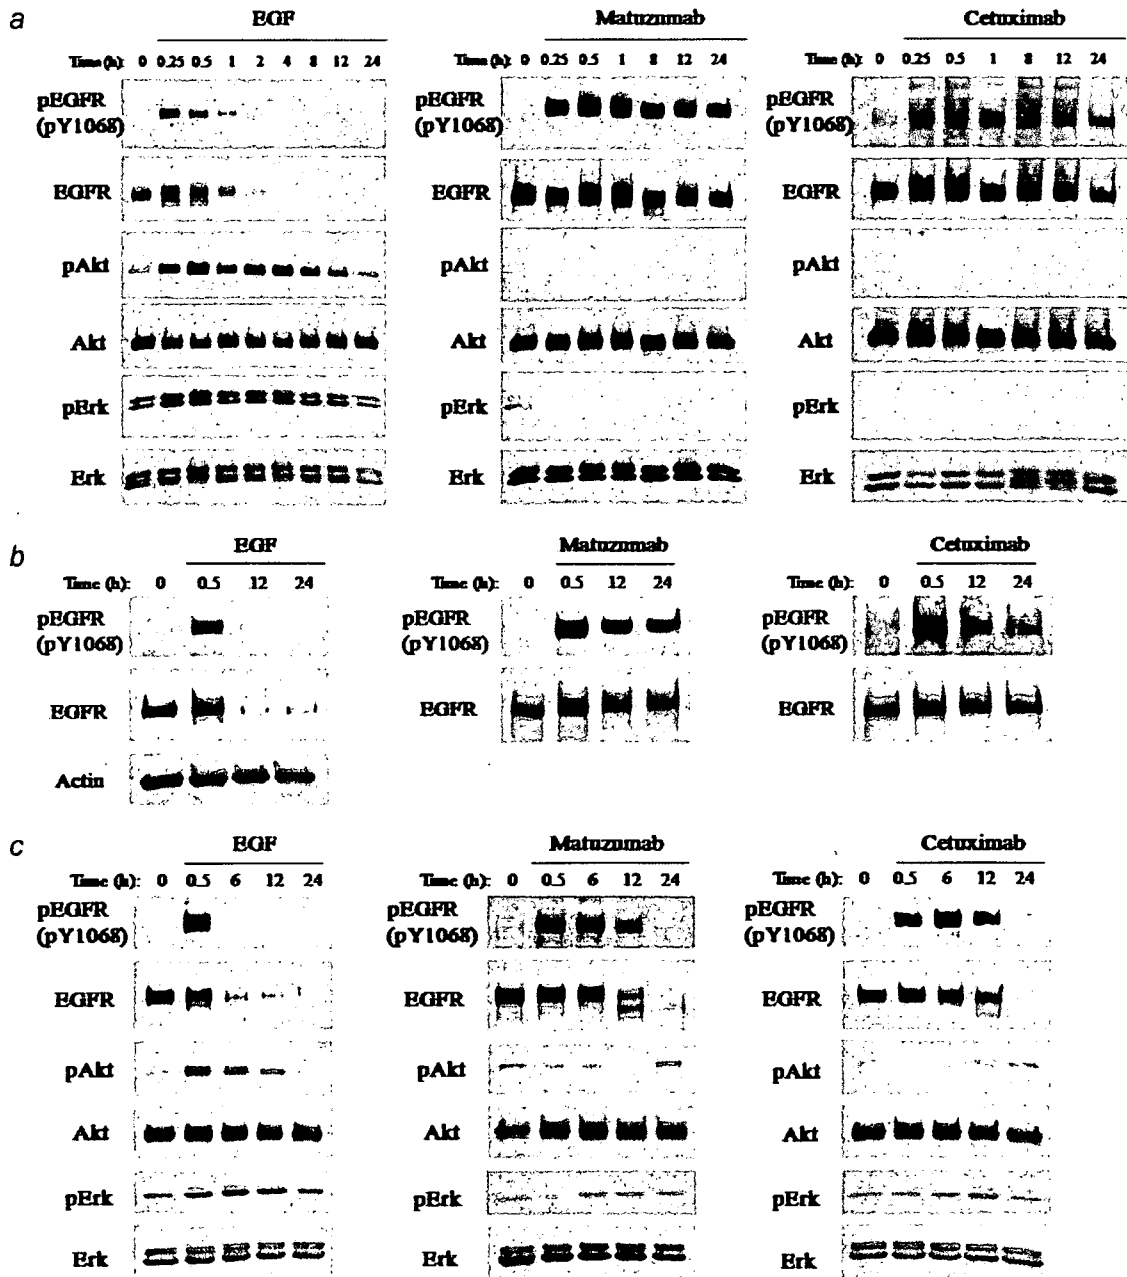 a
EGF Matuzumab Cetuximab
Time (h): 0 0.25 0.5 1 2 4 8 12 24 Time (h): 0 0.25 0.5 1 8 12 24 Time (h): 0 0.25 0.5 1 8 12 24
pEGFR pEGFR pEGFR
(pY1068) (pY1068) (pY1068)
EGFR EGFR EGFR
pAkt pAkt pAkt
Akt Akt Akt
pErk pErk pErk
Erk Erk Erk
b
EGF Matuzumab Cetuximab
Time (h): 0 0.5 12 24 Time (h): 0 0.5 12 24 Time (h): 0 0.5 12 24
pEGFR pEGFR pEGFR
(pY1068) (pY1068) (pY1068)
EGFR EGFR EGFR
Actin
c
EGF Matuzumab Cetuximab
Time (h): 0 0.5 6 12 24 Time (h): 0 0.5 6 12 24 Time (h): 0 0.5 6 12 24
pEGFR pEGFR pEGFR
(pY1068) (pY1068) (pY1068)
EGFR EGFR EGFR
pAkt pAkt pAkt
Akt Akt Akt
pErk pErk pErk
Erk Erk Erk